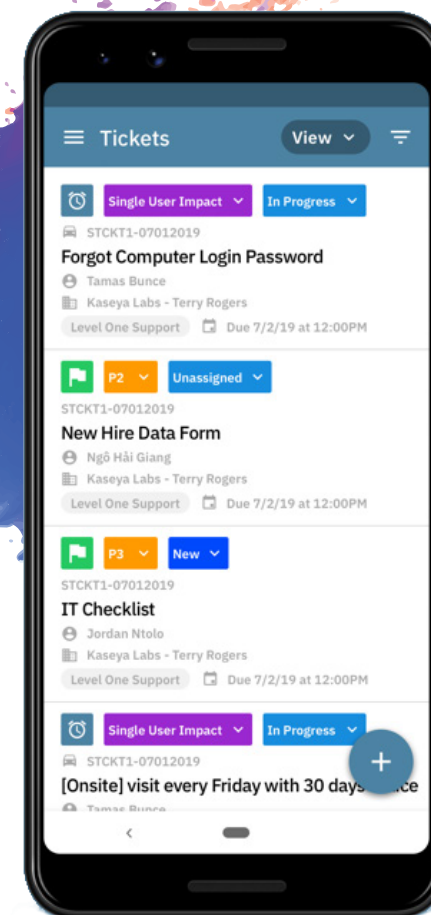 Tickets View
Single User Impact In Progress
STCKT1-07012019
Forgot Computer Login Password
Tamas Bunce
Kaseya Labs - Terry Rogers
Level One Support Due 7/2/19 at 12:00PM
P2 Unassigned
STCKT1-07012019
New Hire Data Form
Ngô Hải Giang
Kaseya Labs - Terry Rogers
Level One Support Due 7/2/19 at 12:00PM
P3 New
STCKT1-07012019
IT Checklist
Jordan Ntolo
Kaseya Labs - Terry Rogers
Level One Support Due 7/2/19 at 12:00PM
Single User Impact In Progress
STCKT1-07012019
[Onsite] visit every Friday with 30 days
Tamas Bunce